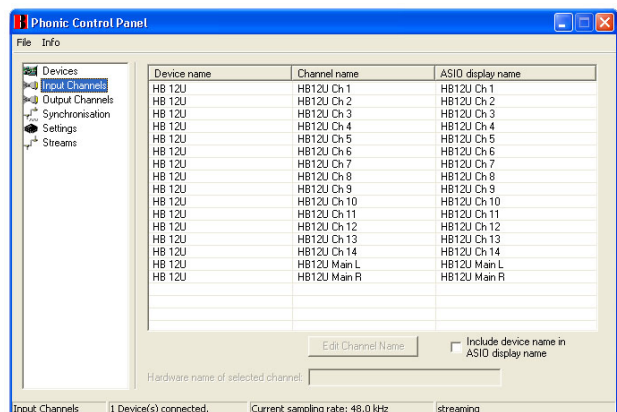 Phonic Control Panel
File Info
Devices
Input Channels
Output Channels
Synchronisation
Settings
Streams
Device name Channel name ASIO display name
HB 12U HB12U Ch 1 HB12U Ch 1
HB 12U HB12U Ch 2 HB12U Ch 2
HB 12U HB12U Ch 3 HB12U Ch 3
HB 12U HB12U Ch 4 HB12U Ch 4
HB 12U HB12U Ch 5 HB12U Ch 5
HB 12U HB12U Ch 6 HB12U Ch 6
HB 12U HB12U Ch 7 HB12U Ch 7
HB 12U HB12U Ch 8 HB12U Ch 8
HB 12U HB12U Ch 9 HB12U Ch 9
HB 12U HB12U Ch 10 HB12U Ch 10
HB 12U HB12U Ch 11 HB12U Ch 11
HB 12U HB12U Ch 12 HB12U Ch 12
HB 12U HB12U Ch 13 HB12U Ch 13
HB 12U HB12U Ch 14 HB12U Ch 14
HB 12U HB12U Main L HB12U Main L
HB 12U HB12U Main R HB12U Main R
Edit Channel Name
Include device name in
ASIO display name
Hardware name of selected channel:
Input Channels 1 Device(s) connected. Current sampling rate: 48.0 kHz streaming